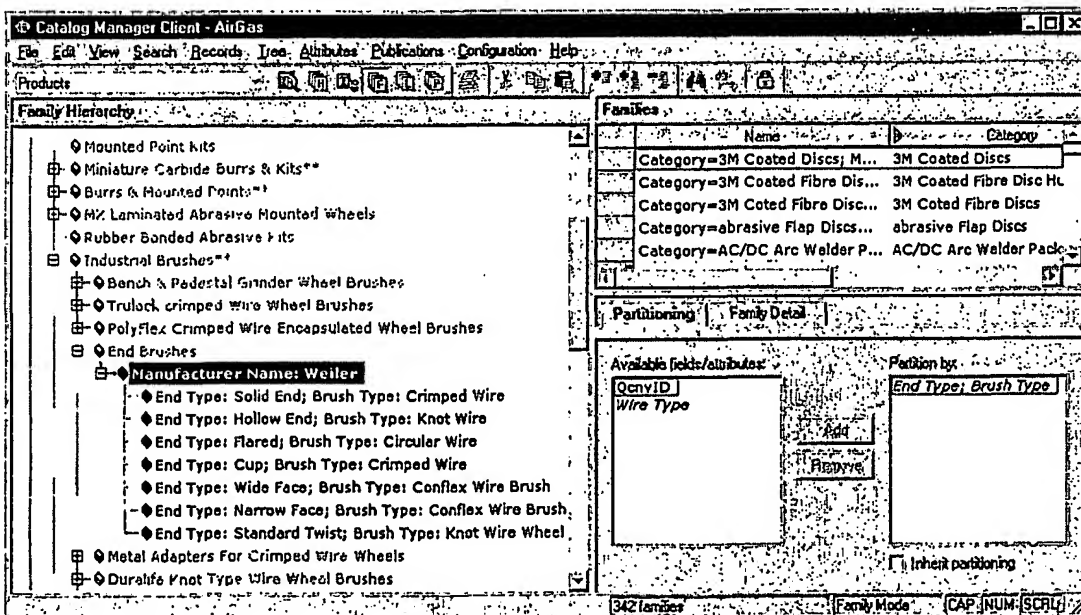 Catalog Manager Client - AirGas
File Edit View Search Records Tree Attributes Publications Configuration Help
Products
Family Hierarchy
Mounted Point Kits
Miniature Carbide Burrs & Kits**
Burrs & Mounted Points**
MX Laminated Abrasive Mounted Wheels
Rubber Bonded Abrasive Kits
Industrial Brushes**
Bench & Pedestal Grinder Wheel Brushes
Trulock crimped Wire Wheel Brushes
Polyflex Crimped Wire Encapsulated Wheel Brushes
End Brushes
Manufacturer Name: Weiler
End Type: Solid End; Brush Type: Crimped Wire
End Type: Hollow End; Brush Type: Knot Wire
End Type: Flared; Brush Type: Circular Wire
End Type: Cup; Brush Type: Crimped Wire
End Type: Wide Face; Brush Type: Conflex Wire Brush
End Type: Narrow Face; Brush Type: Conflex Wire Brush
End Type: Standard Twist; Brush Type: Knot Wire Wheel
Metal Adapters For Crimped Wire Wheels
Duralife Knot Type Wire Wheel Brushes
Families
Name Category
Category=3M Coated Discs; M... 3M Coated Discs
Category=3M Coated Fibre Dis... 3M Coated Fibre Disc Hu
Category=3M Coted Fibre Disc... 3M Coted Fibre Discs
Category=abrasive Flap Discs... abrasive Flap Discs
Category=AC/DC Arc Welder P... AC/DC Arc Welder Pack
Partitioning Family Detail
Available fields/attributes: Partition by:
QcnyID End Type; Brush Type
Wire Type
Add
Remove
Inherit partitioning
342 families Family Mode CAP NUM SCRL